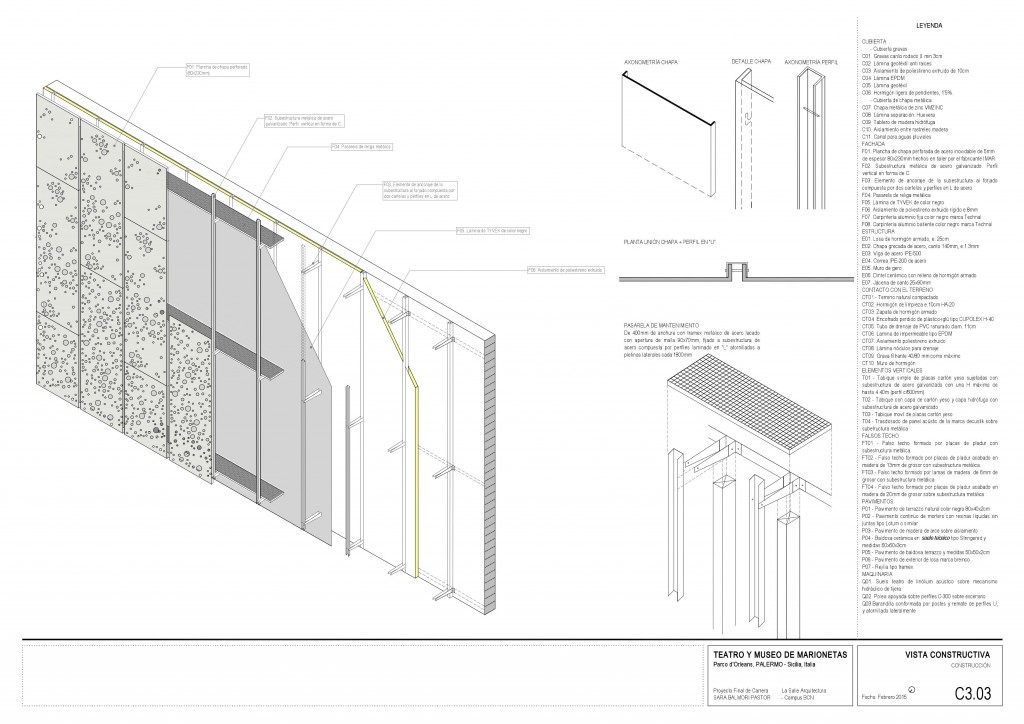 F01. Plancha de chapa perforada
(80x230mm)
F02. Subestructura metálica de acero
galvanizado. Perfil vertical en forma de C
F04. Pasarela de religa metálica
F03. Elemento de anclaje de la
subestructura al forjado compuesto por
dos cartelas y perfiles en L de acero
F05. Lámina de TYVEK de color negro
F06. Aislamiento de poliestireno extruido
AXONOMETRÍA CHAPA
DETALLE CHAPA
AXONOMETRÍA PERFIL
PLANTA UNIÓN CHAPA + PERFIL EN "U"
PASARELA DE MANTENIMIENTO
De 400mm de anchura con tramex metálico de acero lacado
con apertura de malla 30x70mm, fijado a subestructura de
acero compuesta por perfiles laminado en "L" atornillados a
pletinas laterales cada 1800mm
LEYENDA
CUBIERTA
- Cubierta gravas
C01. Gravas canto rodado
C02. Lámina geotextil anti raíces
C03. Aislamiento de poliestireno extruido de 10cm
C04. Lámina EPDM
C05. Lámina geotéxtil
C06. Hormigón ligero de pendientes, 1'5%
- Cubierta de chapa metálica
C07. Chapa metálica de zinc VMZINC
C08. Lámina separación. Huesera
C09. Tablero de madera hidrófuga
C10. Aislamiento entre rastreles madera
C11. Canal para aguas pluviales
FACHADA
F01. Plancha de chapa perforada de acero inoxidable de 5mm
de espesor 80x230mm hechos en taller por el fabricante IMAR
F02. Subestructura metálica de acero galvanizado. Perfil
vertical en forma de C
F03. Elemento de anclaje de la subestructura al forjado
compuesta por dos cartelas y perfiles en L de acero.
F04. Pasarela de religa metálica
F05. Lámina de TYVEK de color negro
F06. Aislamiento de poliestireno extruido rígido e:8mm
F07. Carpintería aluminio fija color negro marca Technal
F08. Carpintería aluminio batiente color negro marca Technal
ESTRUCTURA
E01. Losa de hormigón armado, e: 25cm
E02. Chapa grecada de acero, canto 140mm, e:1.3mm
E03. Viga de acero IPE-500
E04. Correa IPE-200 de acero
E05. Muro de gero
E06. Dintel cerámico con relleno de hormigón armado
E07. Jácena de canto 25x90mm
CONTACTO CON EL TERRENO
CT01 - Terreno natural compactado
CT02. Hormigón de limpieza e:10cm HA-20
CT03. Zapata de hormigón armado
CT04. Encofrado perdido de plástico-iglú tipo CUPOLEX H-40
CT05. Tubo de drenaje de PVC ranurado diam. 11cm
CT06. Lámina de impermeable tipo EPDM
CT07. Aislamiento poliestireno extruido
CT08. Lámina nódulos para drenaje
CT09. Grava 6 hante 40/60 mm como máximo
CT10. Muro de hormigón
ELEMENTOS VERTICALES
T01 - Tabique simple de placas cartón yeso sujetadas con
substructura de acero galvanizado con una H máxima de
hasta 4.40m.(perfil c/600mm)
T02 - Tabique con capa de cartón yeso y capa hidrófuga con
substructura de acero galvanizado
T03 - Tabique movil de placas cartón yeso
T04 - Trasdosado de panel acústic de la marca decustik sobre
subestructura metálica
FALSOS TECHO
FT01 - Falso techo formado por placas de pladur con
subestructura metálica
FT02 - Falso techo formado por placas de pladur acabado en
madera de 13mm de grosor con subestructura metálica
FT03 - Falso techo formado por lamas de madera de 6mm de
grosor con subestructura metálica
FT04 - Falso techo formado por placas de pladur acabado en
madera de 20mm de grosor sobre subestructura metálica
PAVIMENTOS
P01 - Pavimento de terrazzo natural color negro 80x40x2cm
P02 - Pavimento continuo de mortero con resinas líquidas sin
juntas tipo Lotum o similar
P03 - Pavimento de madera de arce sobre aislamiento
P04 - Baldosa cerámica en suelo técnico tipo Stringered y
medidas 60x60x3cm
P05 - Pavimento de baldosa terrazo y medidas 50x50x2cm
P06 - Pavimento de exterior de losa marca breinco
P07 - Rejilla tipo tramex
MAQUINARIA
Q01. Suelo teatro de linólium acústico sobre mecanismo
hidráulico de tijera
Q02. Polea apoyada sobre perfiles C-300 sobre escenario
Q03 Barandilla conformada por postes y remate de perfiles U,
y atornillado lateralmente
TEATRO Y MUSEO DE MARIONETAS
Parco d'Orleans, PALERMO - Sicilia, Italia
Proyecto Final de Carrera La Salle Arquitectura
SARA BALMORI PASTOR - Campus BCN
VISTA CONSTRUCTIVA
CONSTRUCCIÓN
Fecha: Febrero 2015
C3.03